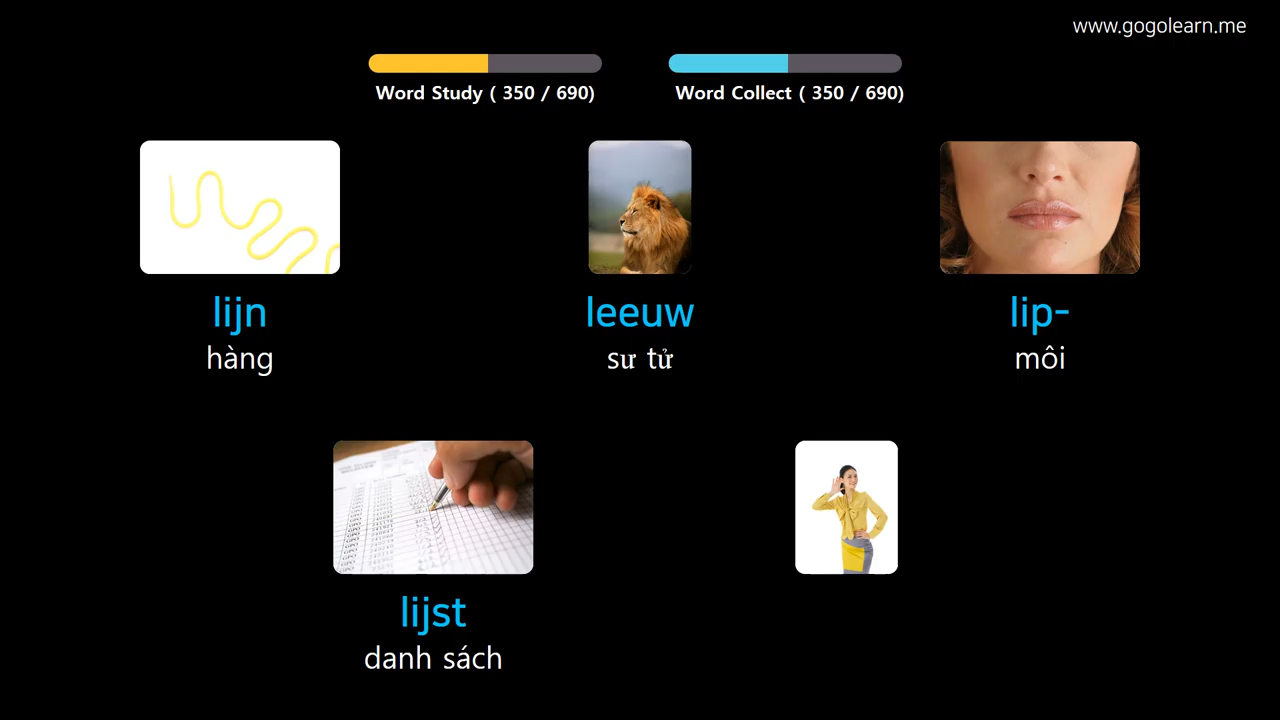 www.gogolearn.me
Word Study ( 350 / 690)
Word Collect ( 350 / 690)
lijn
hàng
leeuw
sư tử
lip-
môi
lijst
danh sách